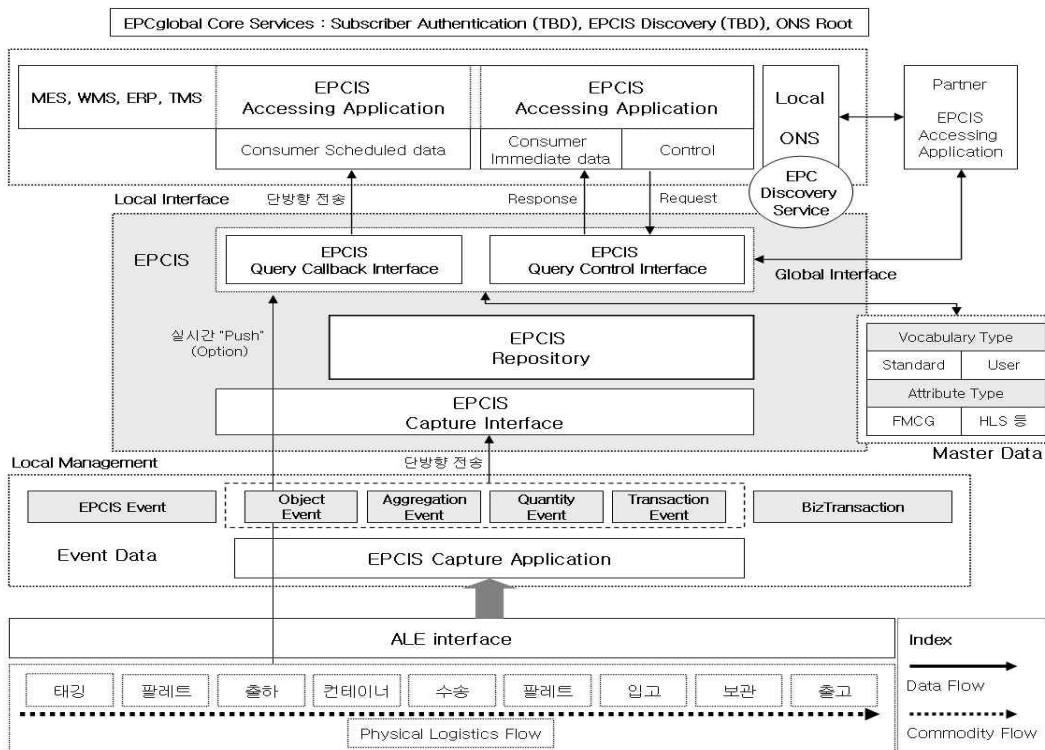 EPCglobal Core Services : Subscriber Authentication (TBD), EPCIS Discovery (TBD), ONS Root
MES, WMS, ERP, TMS
EPCIS
Accessing Application
Consumer Scheduled data
EPCIS
Accessing Application
Consumer
Immediate data
Control
Local
ONS
EPC
Discovery
Service
Partner
EPCIS
Accessing
Application
Local Interface
단방향 전송
Response
Request
EPCIS
EPCIS
Query Callback Interface
EPCIS
Query Control Interface
Global Interface
실시간 "Push"
(Option)
EPCIS
Repository
Vocabulary Type
Standard
User
Attribute Type
FMCG
HLS 등
Master Data
EPCIS
Capture Interface
Local Management
단방향 전송
EPCIS Event
Object
Event
Aggregation
Event
Quantity
Event
Transaction
Event
BizTransaction
Event Data
EPCIS Capture Application
ALE interface
태깅
팔레트
출하
컨테이너
수송
팔레트
입고
보관
출고
Physical Logistics Flow
Index
Data Flow
Commodity Flow